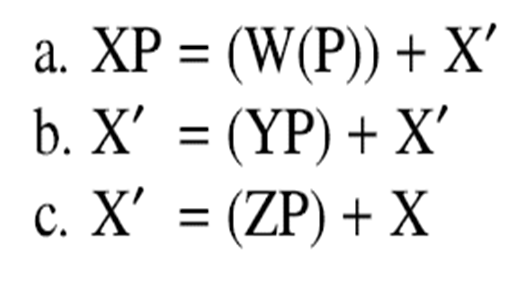 a. XP = (W(P)) + X′
b. X′ = (YP) + X′
c. X′ = (ZP) + X